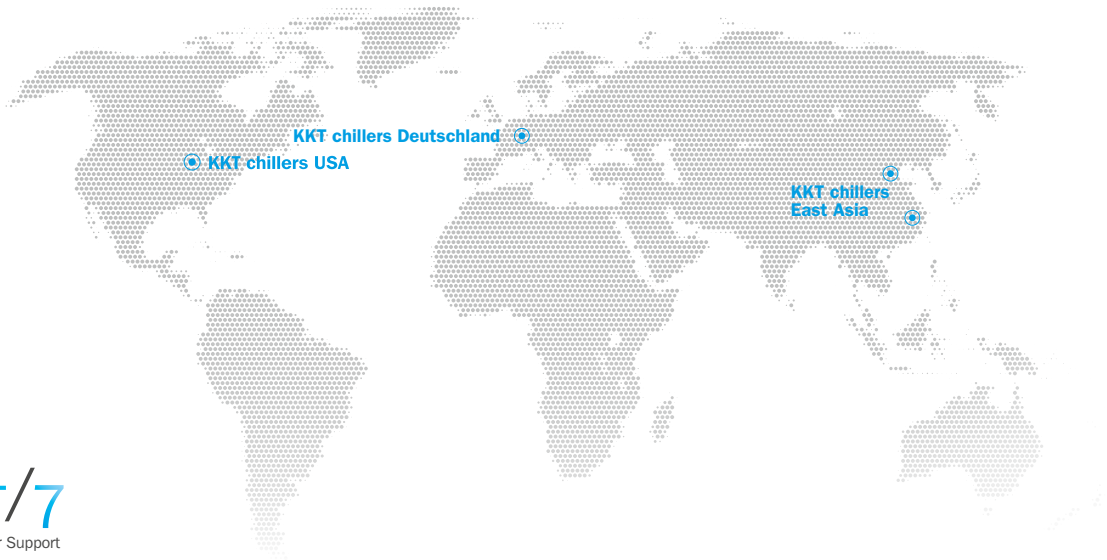 KKT chillers Deutschland
KKT chillers USA
KKT chillers
East Asia
/7
Support